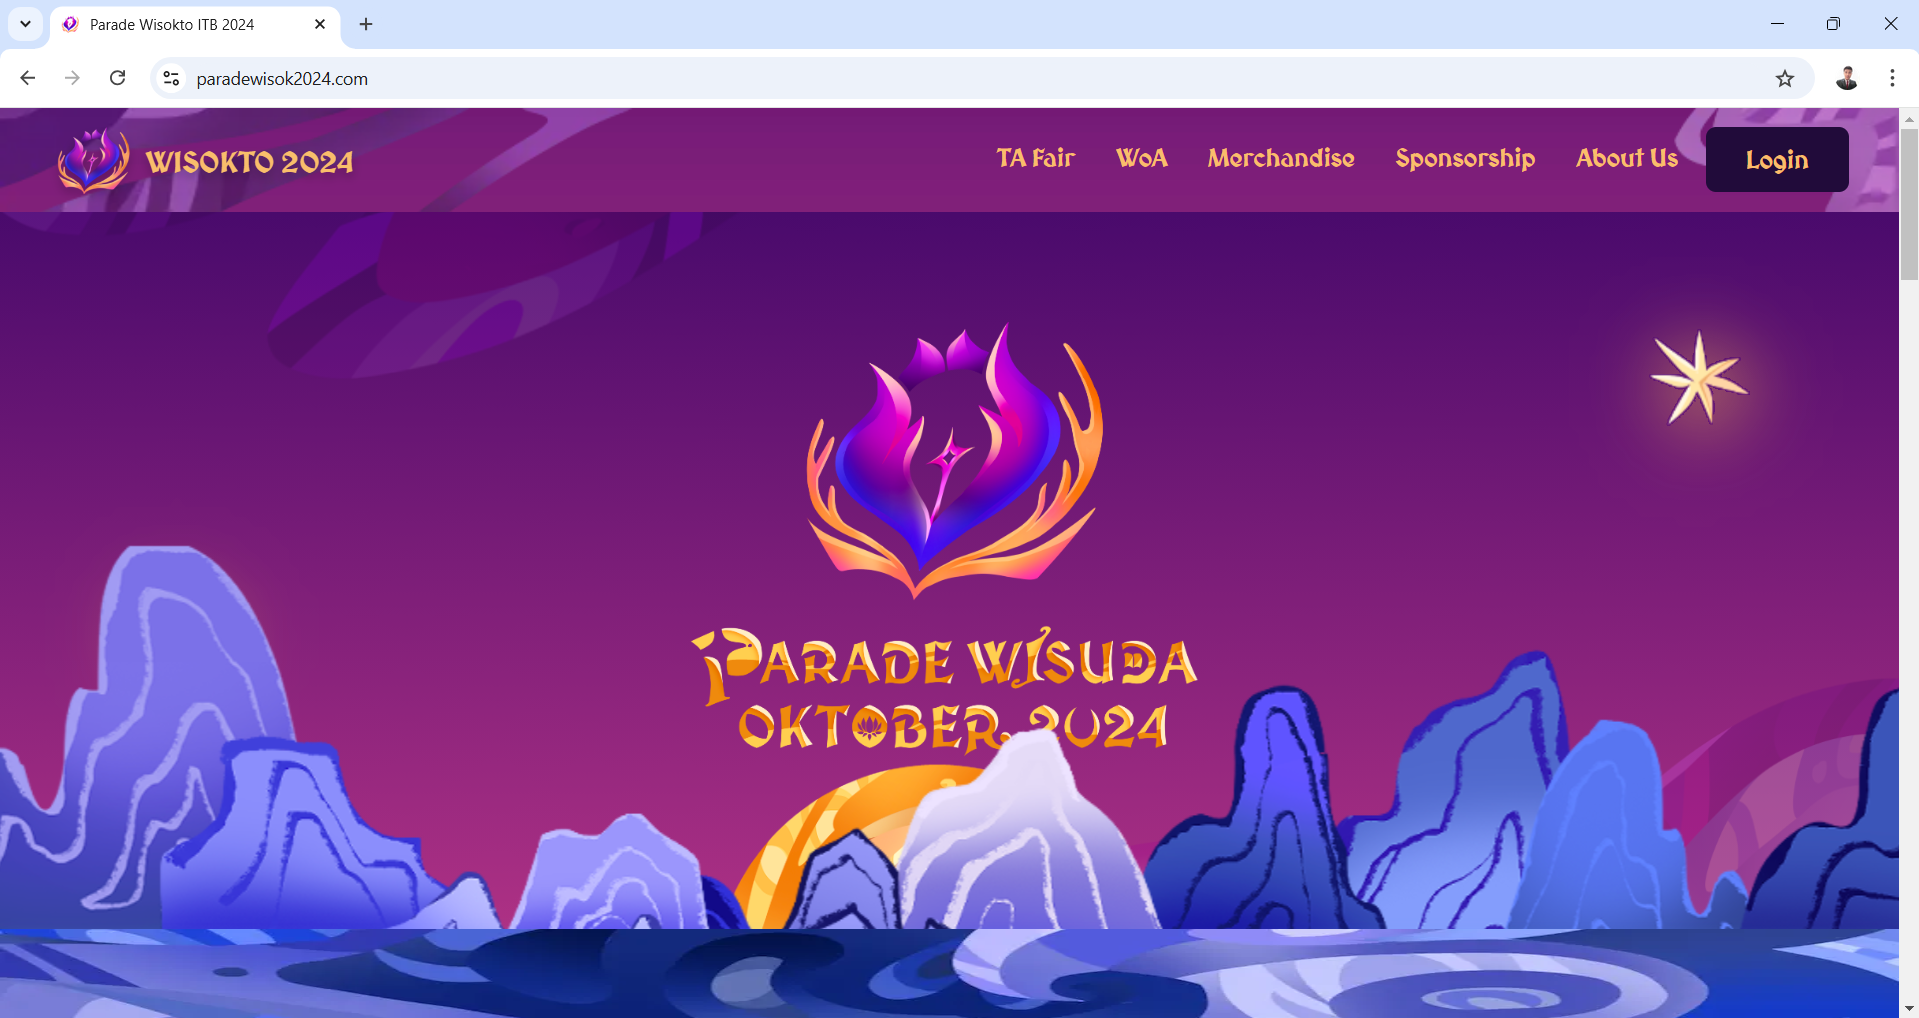 Parade Wisokto ITB 2024
paradewisok2024.com
WISOKTO 2024
TA Fair
WoA
Merchandise
Sponsorship
About Us
Login
PARADE WISUDA
OKTOBER 2024